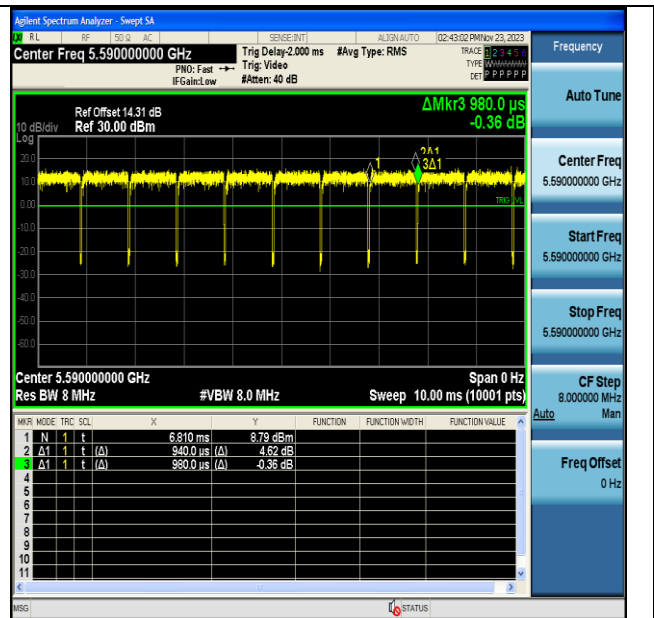 Agilent Spectrum Analyzer - Swept SA
RL RF 50 Ω AC SENSE:INT ALIGN AUTO 02:43:02 PM Nov 23, 2023
Center Freq 5.590000000 GHz Trig Delay-2.000 ms #Avg Type: RMS TRACE 1 2 3 4 5 6
PNO: Fast Trig: Video TYPE WWWWWW
IFGain:Low #Atten: 40 dB DET P P P P P P
Frequency
ΔMkr3 980.0 µs
Ref Offset 14.31 dB
10 dB/div Ref 30.00 dBm -0.36 dB
Log
20.0
10.0
0.00
-10.0
-20.0
-30.0
-40.0
-50.0
-60.0
1
2Δ1
3Δ1
TRIG LVL
Center 5.590000000 GHz Span 0 Hz
Res BW 8 MHz #VBW 8.0 MHz Sweep 10.00 ms (10001 pts)
MKR MODE TRC SCL X Y FUNCTION FUNCTION WIDTH FUNCTION VALUE
1 N 1 t 6.810 ms 8.79 dBm
2 Δ1 1 t (Δ) 940.0 µs (Δ) 4.62 dB
3 Δ1 1 t (Δ) 980.0 µs (Δ) -0.36 dB
4
5
6
7
8
9
10
11
Auto Tune
Center Freq
5.590000000 GHz
Start Freq
5.590000000 GHz
Stop Freq
5.590000000 GHz
CF Step
8.000000 MHz
Auto Man
Freq Offset
0 Hz
MSG STATUS